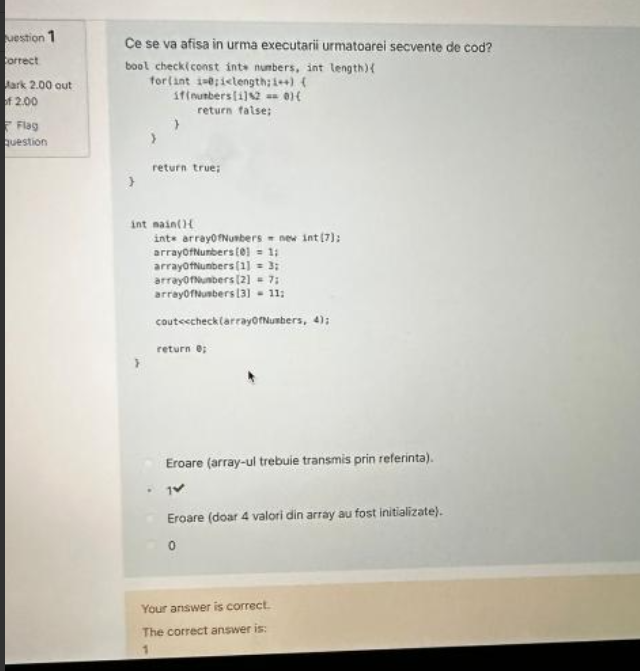 Question 1
Correct
Mark 2.00 out
of 2.00
Flag
question
Ce se va afisa in urma executarii urmatoarei secvente de cod?
bool check(const int* numbers, int length){
for(int i=0;i<length;i++) {
if(numbers[i]%2 == 0){
return false;
}
}
return true;
}
int main(){
int* arrayOfNumbers = new int[7];
arrayOfNumbers[0] = 1;
arrayOfNumbers[1] = 3;
arrayOfNumbers[2] = 7;
arrayOfNumbers[3] = 11;
cout<<check(arrayOfNumbers, 4);
return 0;
}
Eroare (array-ul trebuie transmis prin referinta).
1✔
Eroare (doar 4 valori din array au fost initializate).
0
Your answer is correct.
The correct answer is:
1